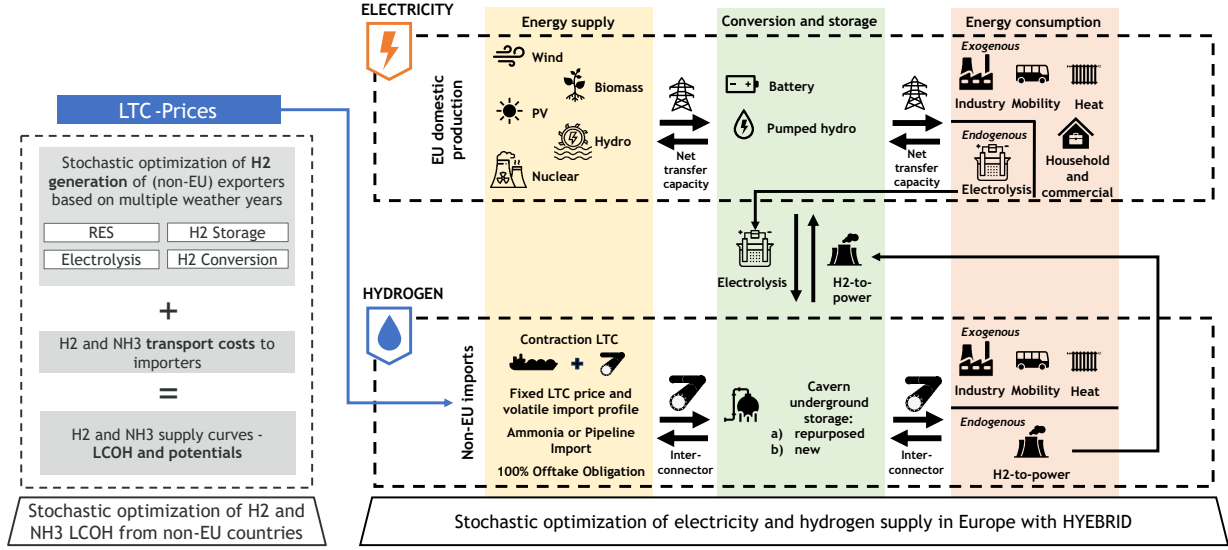 LTC -Prices
Stochastic optimization of H2
generation of (non-EU) exporters
based on multiple weather years
RES
H2 Storage
Electrolysis
H2 Conversion
+
H2 and NH3 transport costs to
importers
=
H2 and NH3 supply curves -
LCOH and potentials
Stochastic optimization of H2 and
NH3 LCOH from non-EU countries
ELECTRICITY
Energy supply
Conversion and storage
Energy consumption
EU domestic
production
Wind
Biomass
PV
Hydro
Nuclear
Net
transfer
capacity
Battery
Pumped hydro
Net
transfer
capacity
Exogenous
Industry
Mobility
Heat
Endogenous
Electrolysis
Household
and
commercial
Electrolysis
H2-to-
power
HYDROGEN
Non-EU imports
Contraction LTC
+
Fixed LTC price and
volatile import profile
Ammonia or Pipeline
Import
100% Offtake Obligation
Inter-
connector
Cavern
underground
storage:
a) repurposed
b) new
Inter-
connector
Exogenous
Industry
Mobility
Heat
Endogenous
H2-to-power
Stochastic optimization of electricity and hydrogen supply in Europe with HYEBRID